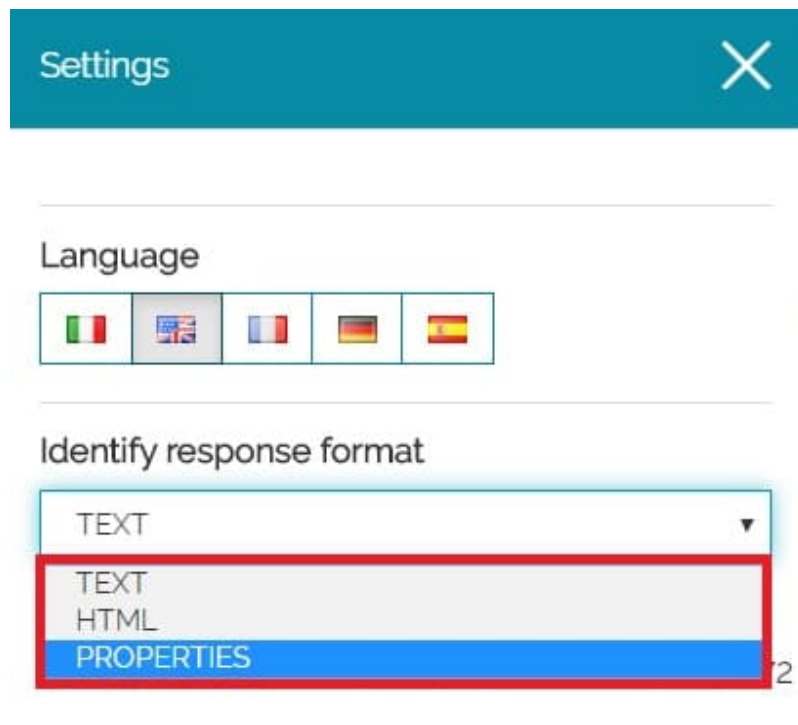 Settings
Language
Identify response format
TEXT
TEXT
HTML
PROPERTIES